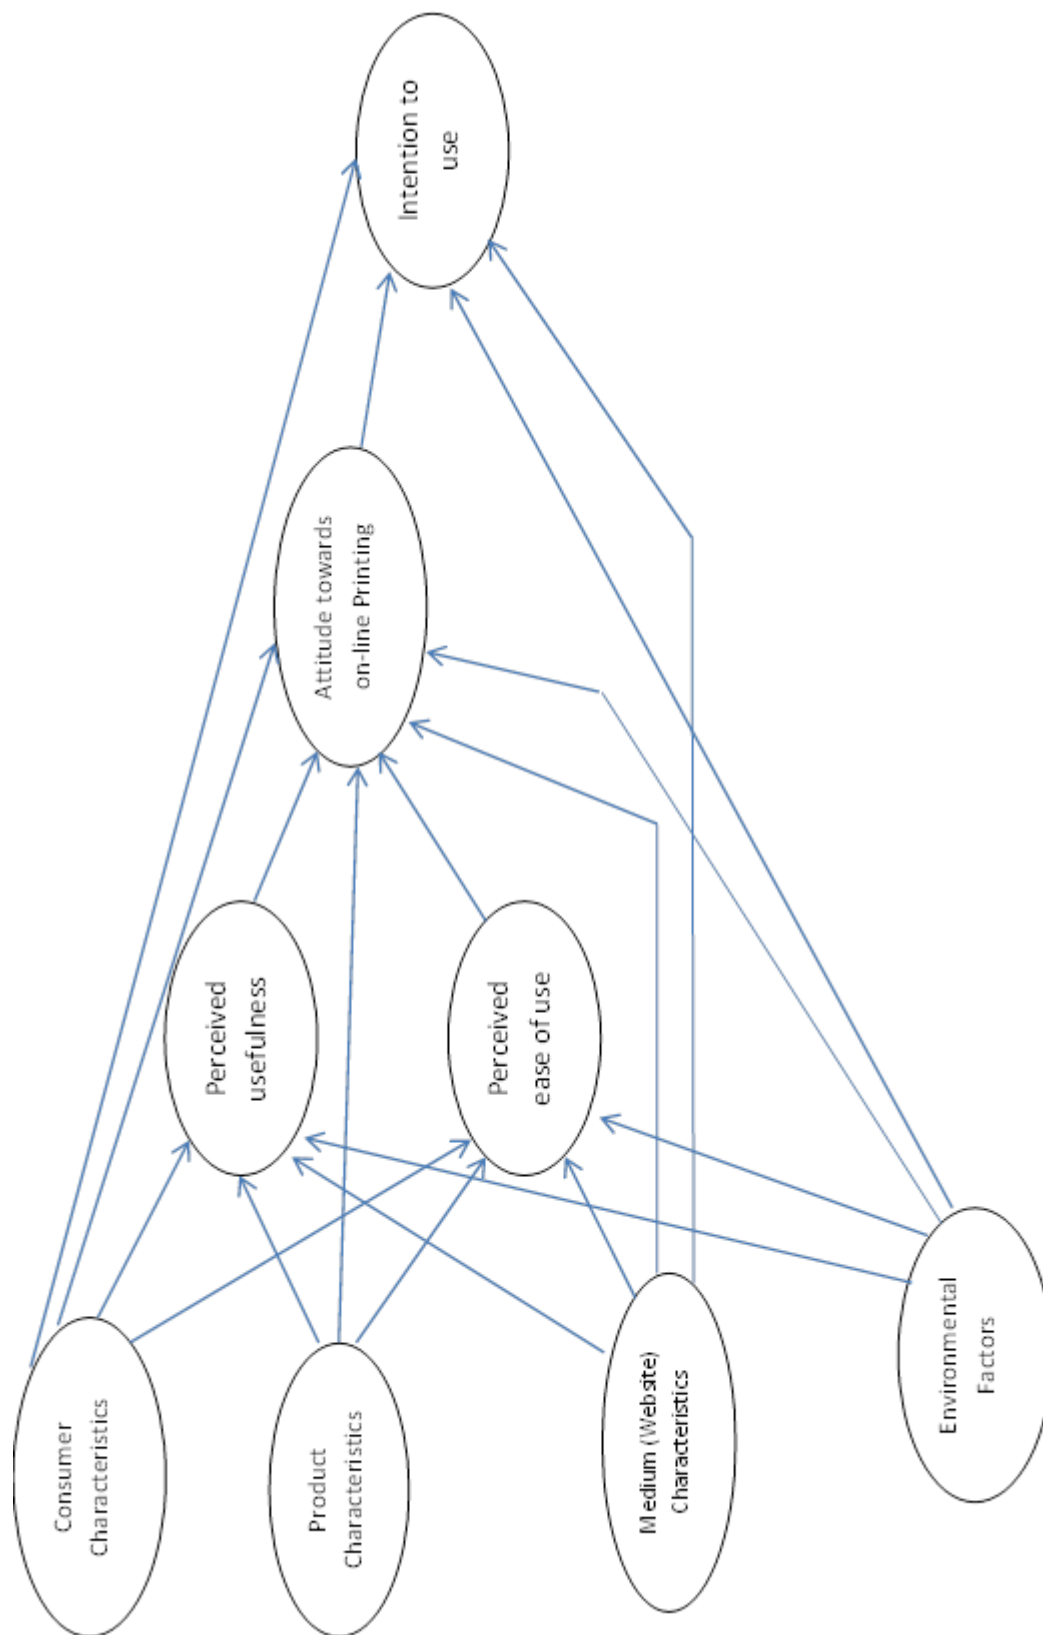 Consumer
Characteristics
Product
Characteristics
Medium (Website)
Characteristics
Environmental
Factors
Perceived
usefulness
Perceived
ease of use
Attitude towards
on-line Printing
Intention to
use